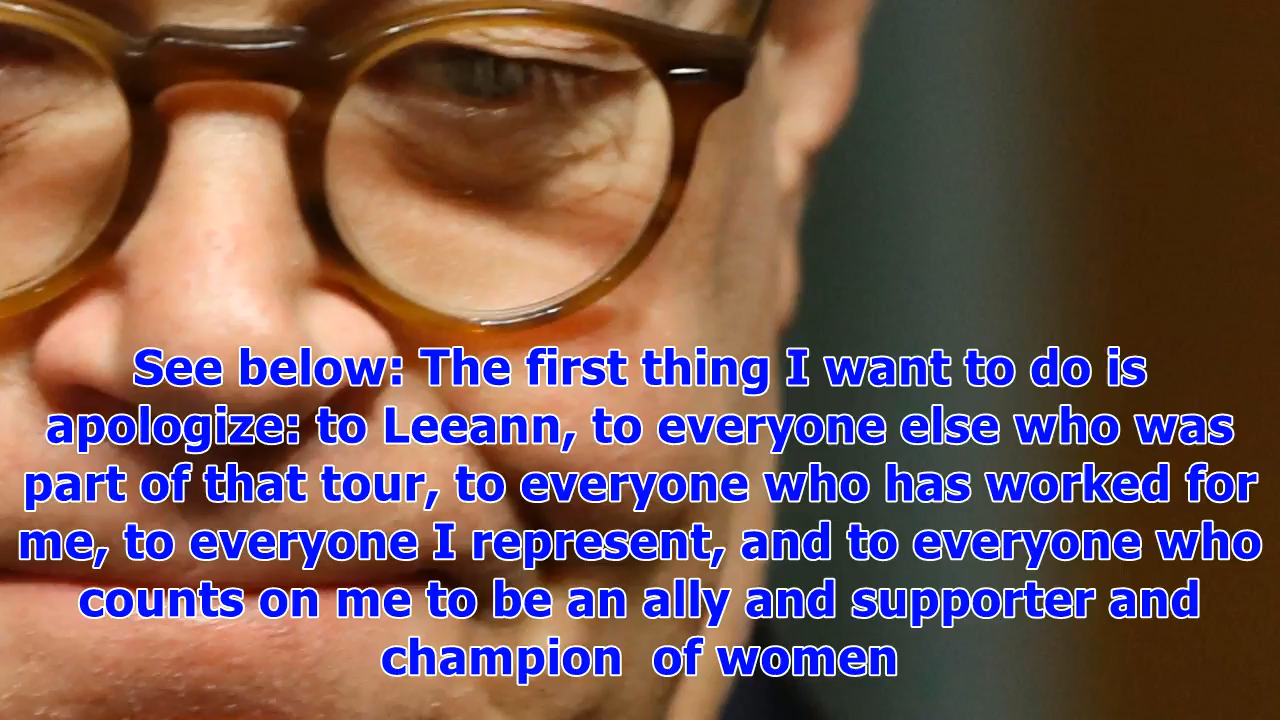 See below: The first thing I want to do is
apologize: to Leeann, to everyone else who was
part of that tour, to everyone who has worked for
me, to everyone I represent, and to everyone who
counts on me to be an ally and supporter and
champion  of women